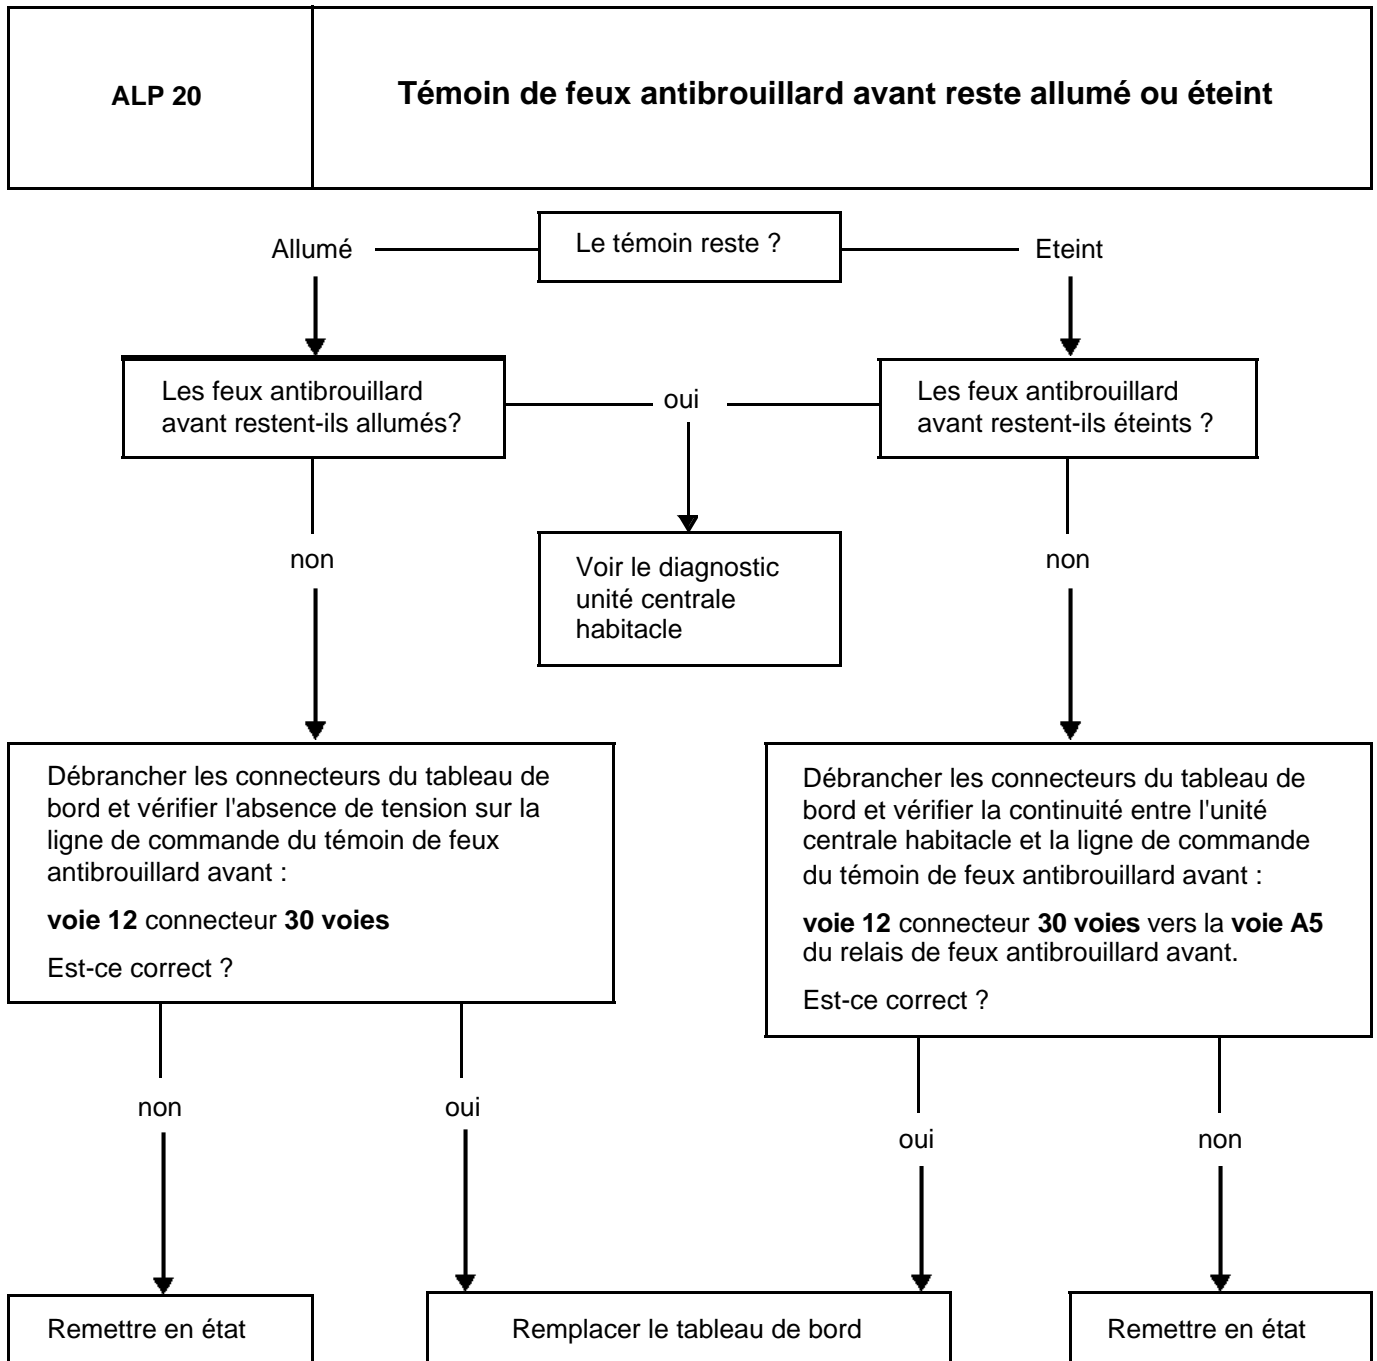 ALP 20
Témoin de feux antibrouillard avant reste allumé ou éteint
Allumé
Le témoin reste ?
Eteint
Les feux antibrouillard
avant restent-ils allumés?
oui
Les feux antibrouillard
avant restent-ils éteints ?
non
Voir le diagnostic
unité centrale
habitacle
non
Débrancher les connecteurs du tableau de
bord et vérifier l'absence de tension sur la
ligne de commande du témoin de feux
antibrouillard avant :
voie 12 connecteur 30 voies
Est-ce correct ?
Débrancher les connecteurs du tableau de
bord et vérifier la continuité entre l'unité
centrale habitacle et la ligne de commande
du témoin de feux antibrouillard avant :
voie 12 connecteur 30 voies vers la voie A5
du relais de feux antibrouillard avant.
Est-ce correct ?
non
oui
oui
non
Remettre en état
Remplacer le tableau de bord
Remettre en état